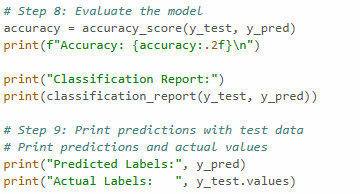 # Step 8: Evaluate the model
accuracy = accuracy_score(y_test, y_pred)
print(f"Accuracy: {accuracy:.2f}\n")
print("Classification Report:")
print(classification_report(y_test, y_pred))
# Step 9: Print predictions with test data
# Print predictions and actual values
print("Predicted Labels:", y_pred)
print("Actual Labels:   ", y_test.values)